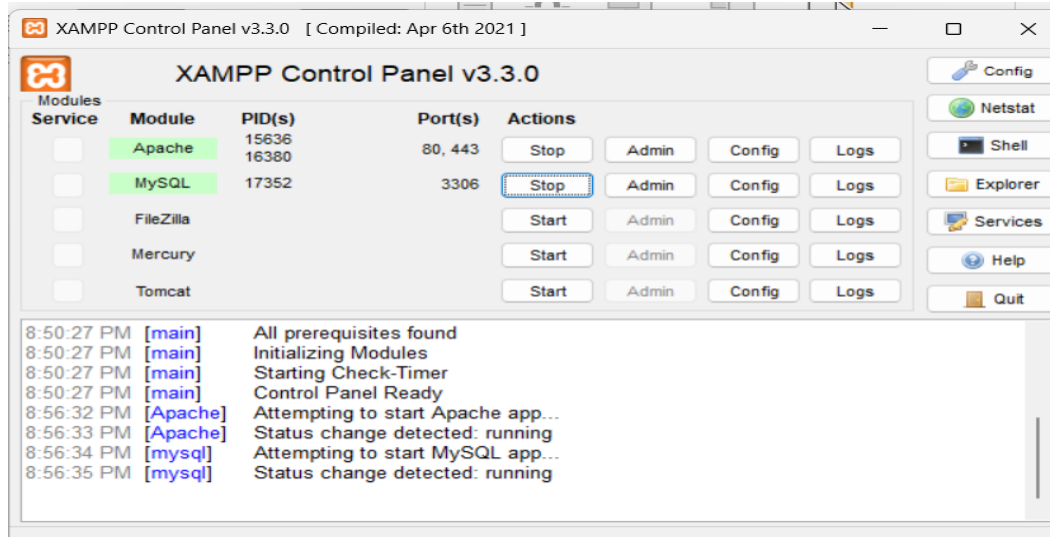 XAMPP Control Panel v3.3.0 [ Compiled: Apr 6th 2021 ]
XAMPP Control Panel v3.3.0
Config
Modules
Service Module PID(s) Port(s) Actions
Netstat
Apache 15636 16380 80, 443 Stop Admin Config Logs
Shell
MySQL 17352 3306 Stop Admin Config Logs
Explorer
FileZilla Start Admin Config Logs
Services
Mercury Start Admin Config Logs
Help
Tomcat Start Admin Config Logs
Quit
8:50:27 PM [main] All prerequisites found
8:50:27 PM [main] Initializing Modules
8:50:27 PM [main] Starting Check-Timer
8:50:27 PM [main] Control Panel Ready
8:56:32 PM [Apache] Attempting to start Apache app...
8:56:33 PM [Apache] Status change detected: running
8:56:34 PM [mysql] Attempting to start MySQL app...
8:56:35 PM [mysql] Status change detected: running